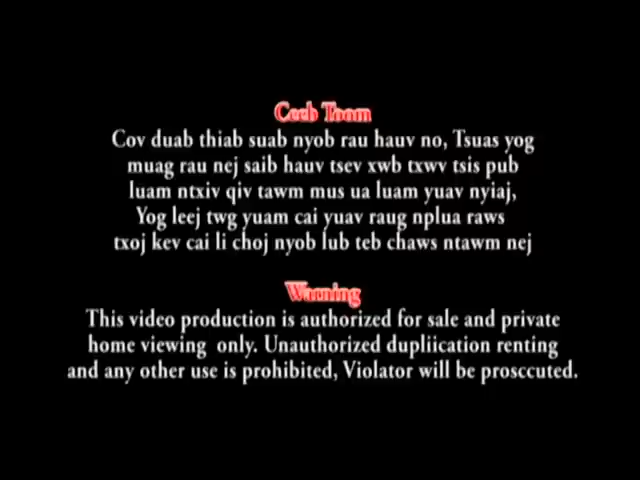 Ceeb Toom
Cov duab thiab suab nyob rau hauv no, Tsuas yog
muag rau nej saib hauv tsev xwb txwv tsis pub
luam ntxiv qiv tawm mus ua luam yuav nyiaj,
Yog leej twg yuam cai yuav raug nplua raws
txoj kev cai li choj nyob lub teb chaws ntawm nej
Warning
This video production is authorized for sale and private
home viewing only. Unauthorized dupliication renting
and any other use is prohibited, Violator will be prosccuted.